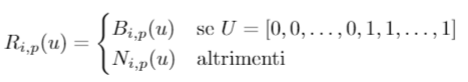 R_{i,p}(u) = { B_{i,p}(u) se U = [0, 0, ..., 0, 1, 1, ..., 1]
N_{i,p}(u) altrimenti